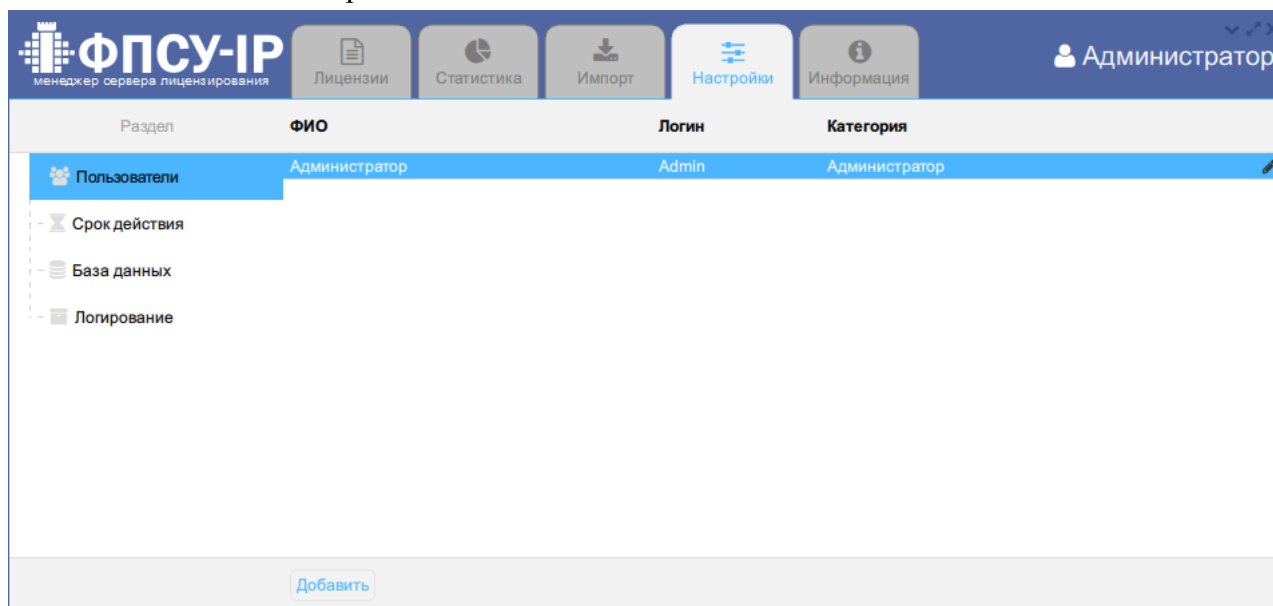 ФПСУ-IP
менеджер сервера лицензирования
Лицензии
Статистика
Импорт
Настройки
Информация
Администратор
Раздел
ФИО
Логин
Категория
Пользователи
Администратор
Admin
Администратор
Срок действия
База данных
Логирование
Добавить